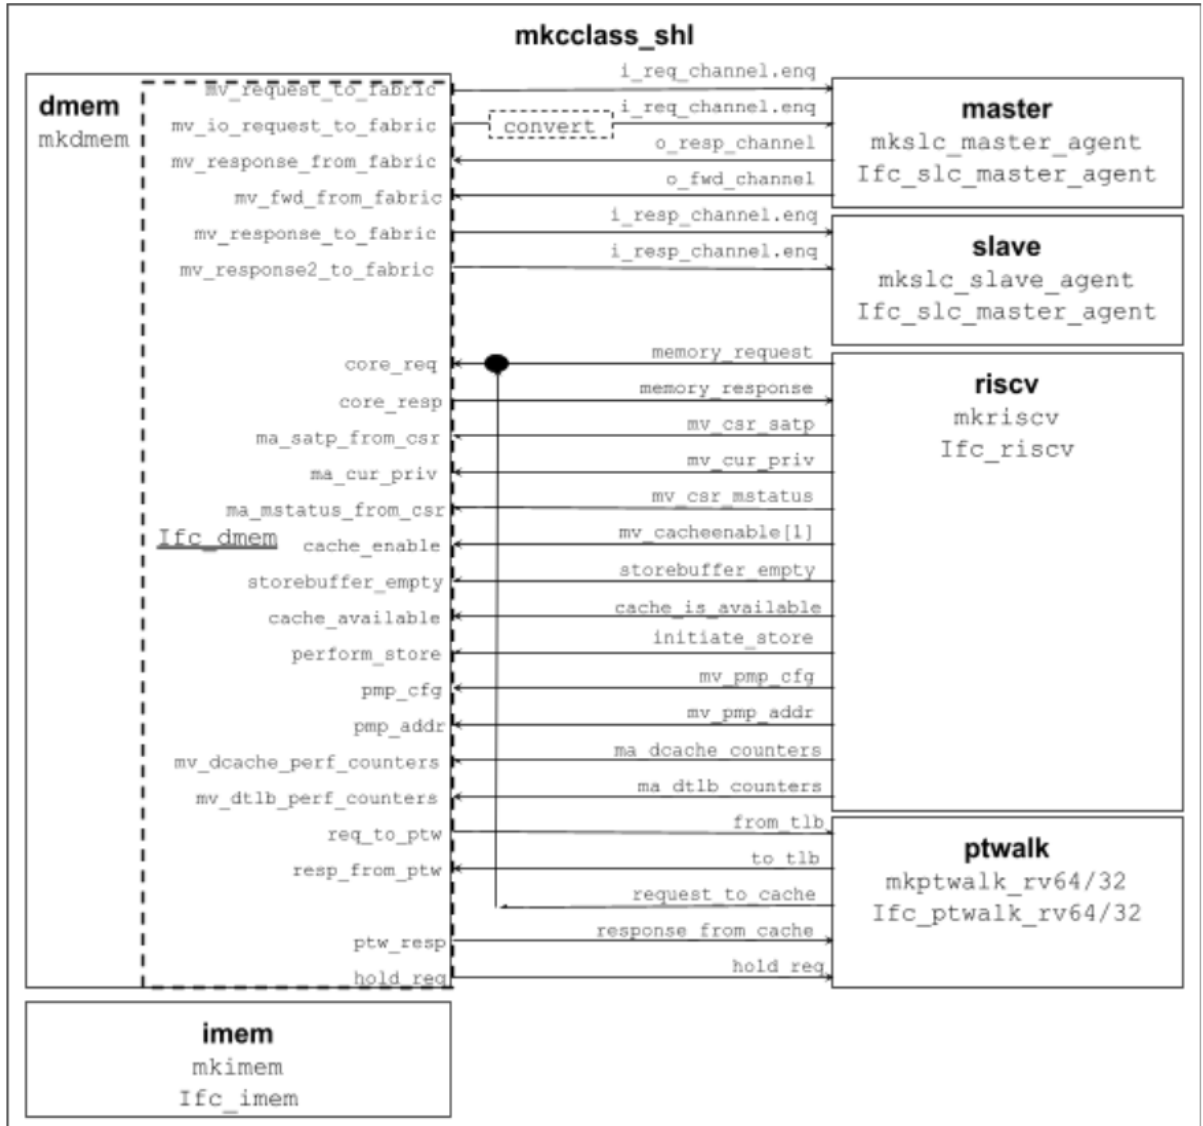 mkcclass_shl
dmem
mkdmem
mv_request_to_fabric
i_req_channel.enq
mv_io_request_to_fabric
convert
i_req_channel.enq
mv_response_from_fabric
o_resp_channel
mv_fwd_from_fabric
o_fwd_channel
master
mkslc_master_agent
Ifc_slc_master_agent
mv_response_to_fabric
i_resp_channel.enq
mv_response2_to_fabric
i_resp_channel.enq
slave
mkslc_slave_agent
Ifc_slc_master_agent
core_req
memory_request
core_resp
memory_response
ma_satp_from_csr
mv_csr_satp
ma_cur_priv
mv_cur_priv
ma_mstatus_from_csr
mv_csr_mstatus
Ifc_dmem
cache_enable
mv_cacheenable[1]
storebuffer_empty
storebuffer_empty
cache_available
cache_is_available
perform_store
initiate_store
pmp_cfg
mv_pmp_cfg
pmp_addr
mv_pmp_addr
mv_dcache_perf_counters
ma_dcache_counters
mv_dtlb_perf_counters
ma_dtlb_counters
riscv
mkriscv
Ifc_riscv
req_to_ptw
from_tlb
resp_from_ptw
to_tlb
request_to_cache
ptw_resp
response_from_cache
hold_req
hold_req
ptwalk
mkptwalk_rv64/32
Ifc_ptwalk_rv64/32
imem
mkimem
Ifc_imem